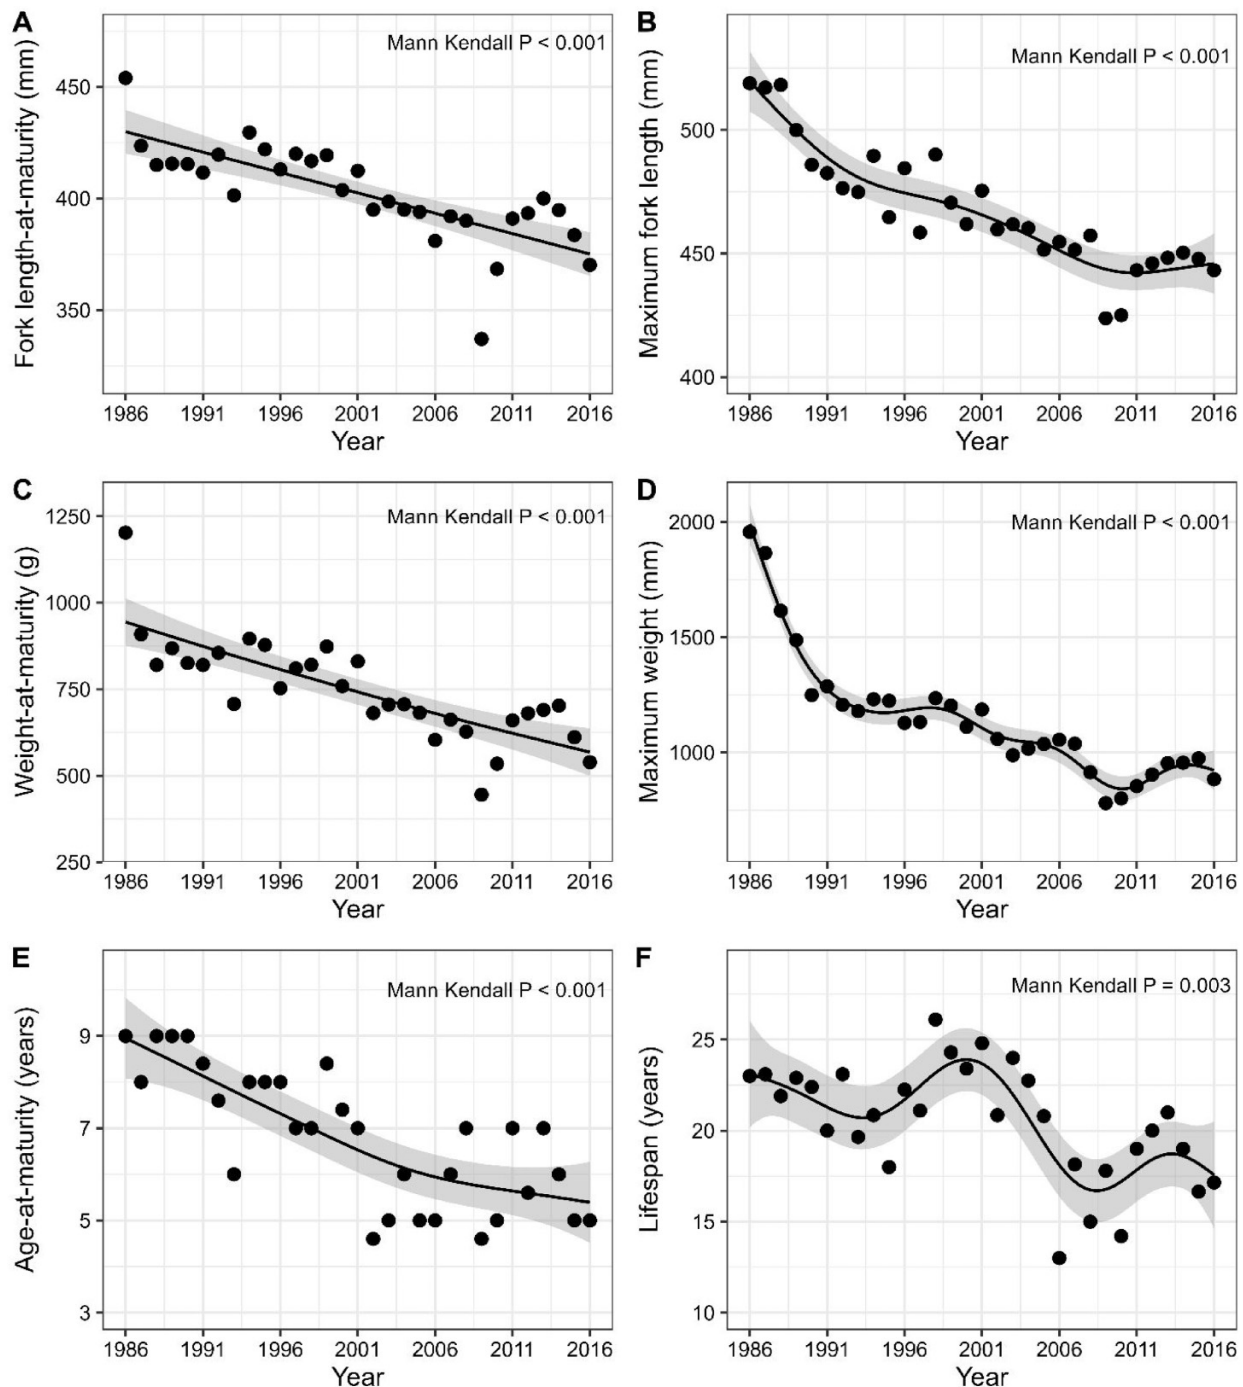 A
Mann Kendall P < 0.001
Fork length-at-maturity (mm)
450
400
350
1986 1991 1996 2001 2006 2011 2016
Year
B
Mann Kendall P < 0.001
Maximum fork length (mm)
500
450
400
1986 1991 1996 2001 2006 2011 2016
Year
C
Mann Kendall P < 0.001
Weight-at-maturity (g)
1250
1000
750
500
250
1986 1991 1996 2001 2006 2011 2016
Year
D
Mann Kendall P < 0.001
Maximum weight (mm)
2000
1500
1000
1986 1991 1996 2001 2006 2011 2016
Year
E
Mann Kendall P < 0.001
Age-at-maturity (years)
9
7
5
3
1986 1991 1996 2001 2006 2011 2016
Year
F
Mann Kendall P = 0.003
Lifespan (years)
25
20
15
10
1986 1991 1996 2001 2006 2011 2016
Year